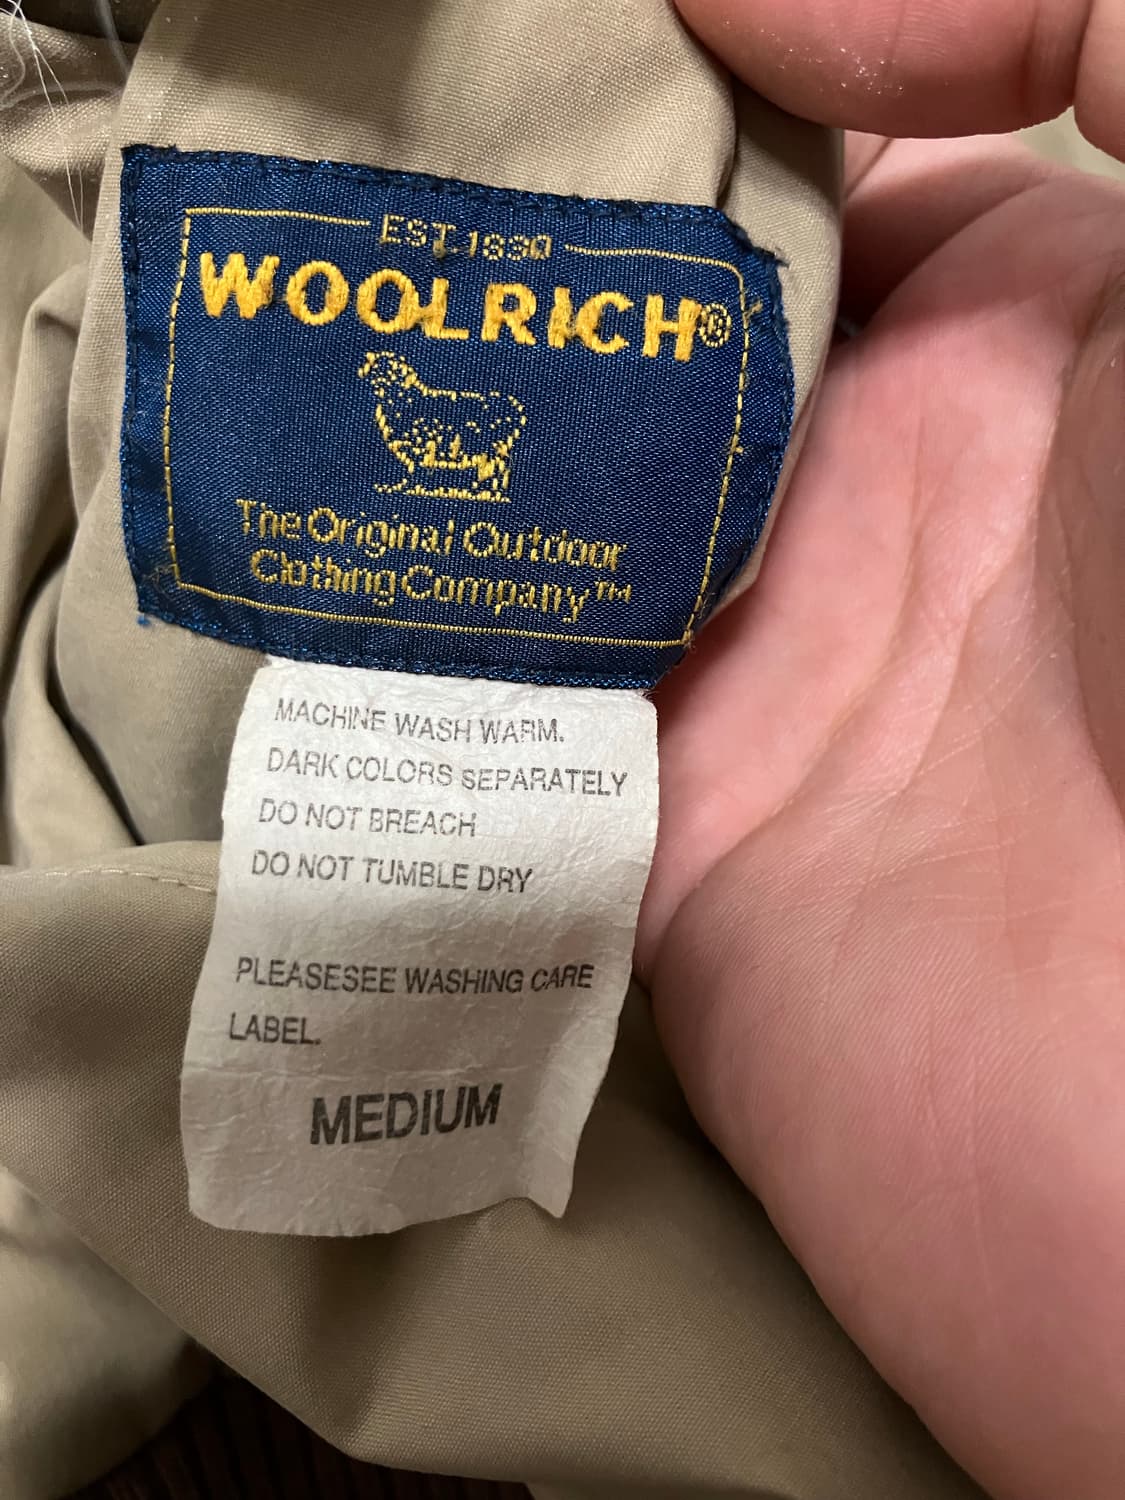 EST. 1830
WOOLRICH®
The Original Outdoor
Clothing Company™
MACHINE WASH WARM.
DARK COLORS SEPARATELY
DO NOT BREACH
DO NOT TUMBLE DRY
PLEASESEE WASHING CARE
LABEL.
MEDIUM